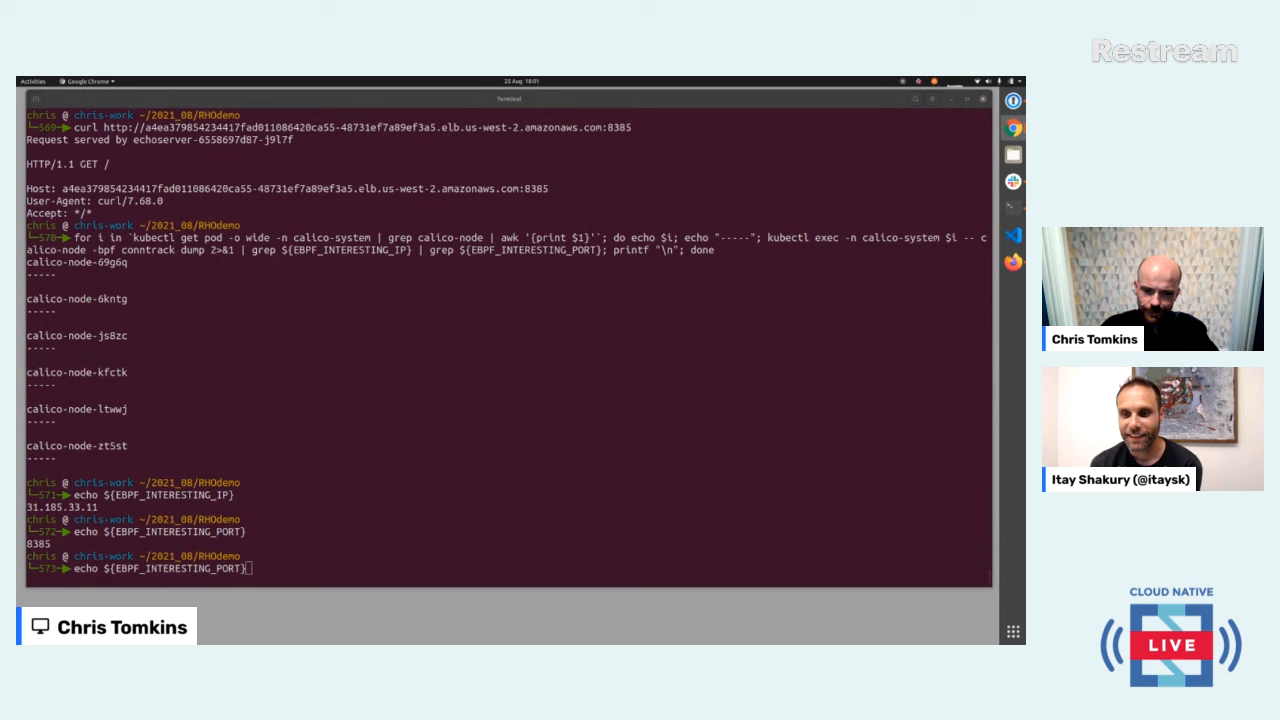 Restream
Activities Google Chrome 25 Aug 18:01
Terminal
chris @ chris-work ~/2021_08/RHOdemo
569 curl http://a4ea379854234417fad011086420ca55-48731ef7a89ef3a5.elb.us-west-2.amazonaws.com:8385
Request served by echoserver-6558697d87-j9l7f
HTTP/1.1 GET /
Host: a4ea379854234417fad011086420ca55-48731ef7a89ef3a5.elb.us-west-2.amazonaws.com:8385
User-Agent: curl/7.68.0
Accept: */*
chris @ chris-work ~/2021_08/RHOdemo
570 for i in `kubectl get pod -o wide -n calico-system | grep calico-node | awk '{print $1}'`; do echo $i; echo "-----"; kubectl exec -n calico-system $i -- c
alico-node -bpf conntrack dump 2>&1 | grep ${EBPF_INTERESTING_IP} | grep ${EBPF_INTERESTING_PORT}; printf "\n"; done
calico-node-69g6q
-----
calico-node-6kntg
-----
calico-node-js8zc
-----
calico-node-kfctk
-----
calico-node-ltwwj
-----
calico-node-zt5st
-----
chris @ chris-work ~/2021_08/RHOdemo
571 echo ${EBPF_INTERESTING_IP}
31.185.33.11
chris @ chris-work ~/2021_08/RHOdemo
572 echo ${EBPF_INTERESTING_PORT}
8385
chris @ chris-work ~/2021_08/RHOdemo
573 echo ${EBPF_INTERESTING_PORT}
Chris Tomkins
Chris Tomkins
Itay Shakury (@itaysk)
CLOUD NATIVE
LIVE